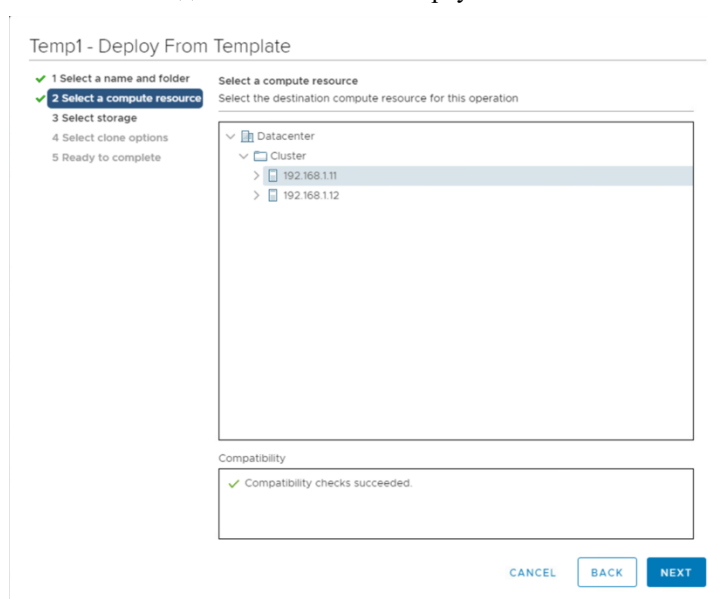 Temp1 - Deploy From Template
1 Select a name and folder
2 Select a compute resource
3 Select storage
4 Select clone options
5 Ready to complete
Select a compute resource
Select the destination compute resource for this operation
Datacenter
Cluster
192.168.1.11
192.168.1.12
Compatibility
Compatibility checks succeeded.
CANCEL
BACK
NEXT